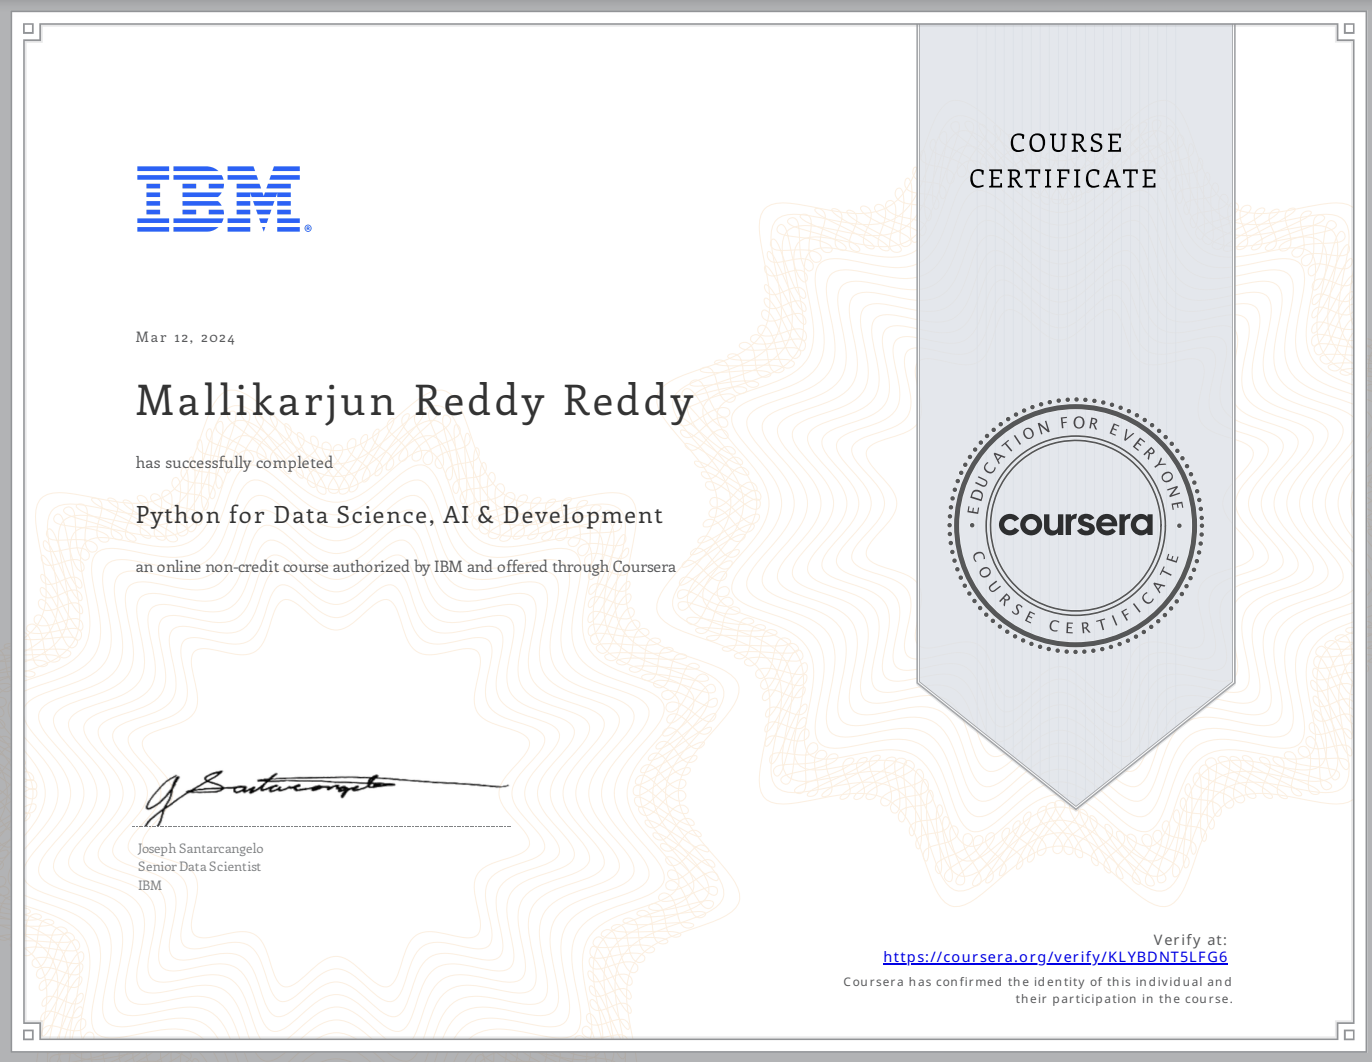 IBM®
COURSE
CERTIFICATE
Mar 12, 2024
Mallikarjun Reddy Reddy
has successfully completed
Python for Data Science, AI & Development
an online non-credit course authorized by IBM and offered through Coursera
EDUCATION FOR EVERYONE
coursera
COURSE CERTIFICATE
J Santarcangelo
Joseph Santarcangelo
Senior Data Scientist
IBM
Verify at:
https://coursera.org/verify/KLYBDNT5LFG6
Coursera has confirmed the identity of this individual and
their participation in the course.